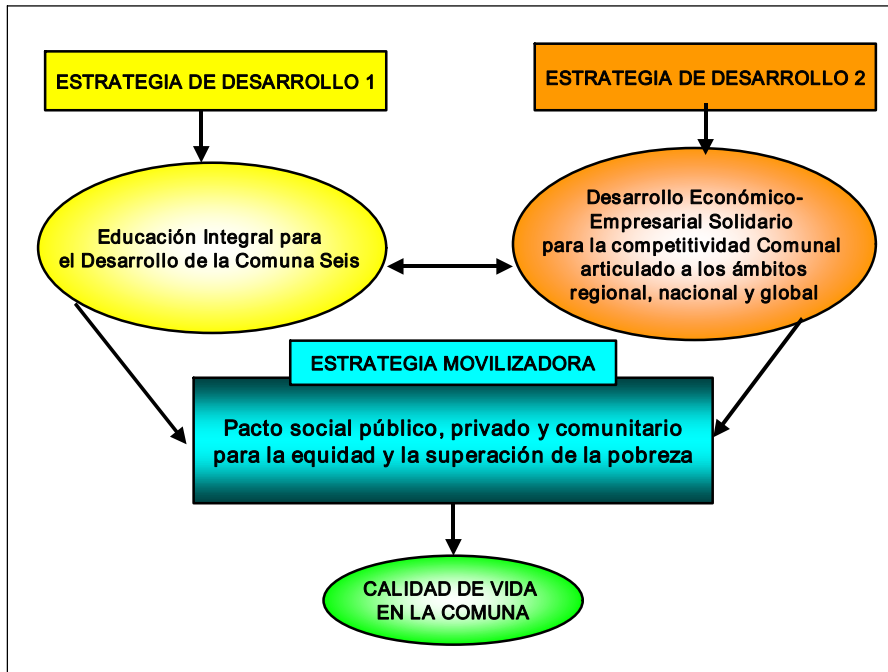 ESTRATEGIA DE DESARROLLO 1
ESTRATEGIA DE DESARROLLO 2
Educación Integral para
el Desarrollo de la Comuna Seis
Desarrollo Económico-
Empresarial Solidario
para la competitividad Comunal
articulado a los ámbitos
regional, nacional y global
ESTRATEGIA MOVILIZADORA
Pacto social público, privado y comunitario
para la equidad y la superación de la pobreza
CALIDAD DE VIDA
EN LA COMUNA